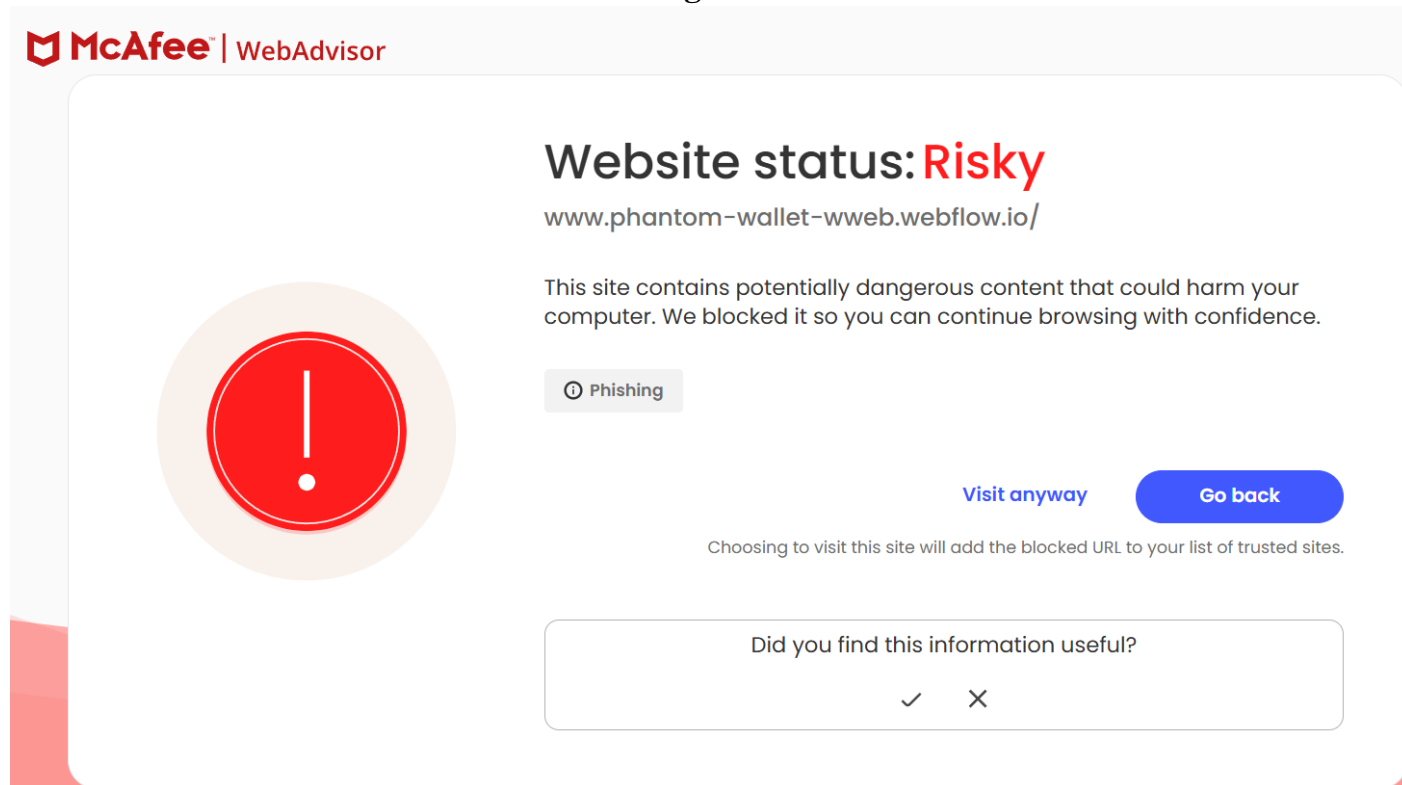 McAfee™ | WebAdvisor
Website status: Risky
www.phantom-wallet-wweb.webflow.io/
This site contains potentially dangerous content that could harm your
computer. We blocked it so you can continue browsing with confidence.
Phishing
Visit anyway Go back
Choosing to visit this site will add the blocked URL to your list of trusted sites.
Did you find this information useful?